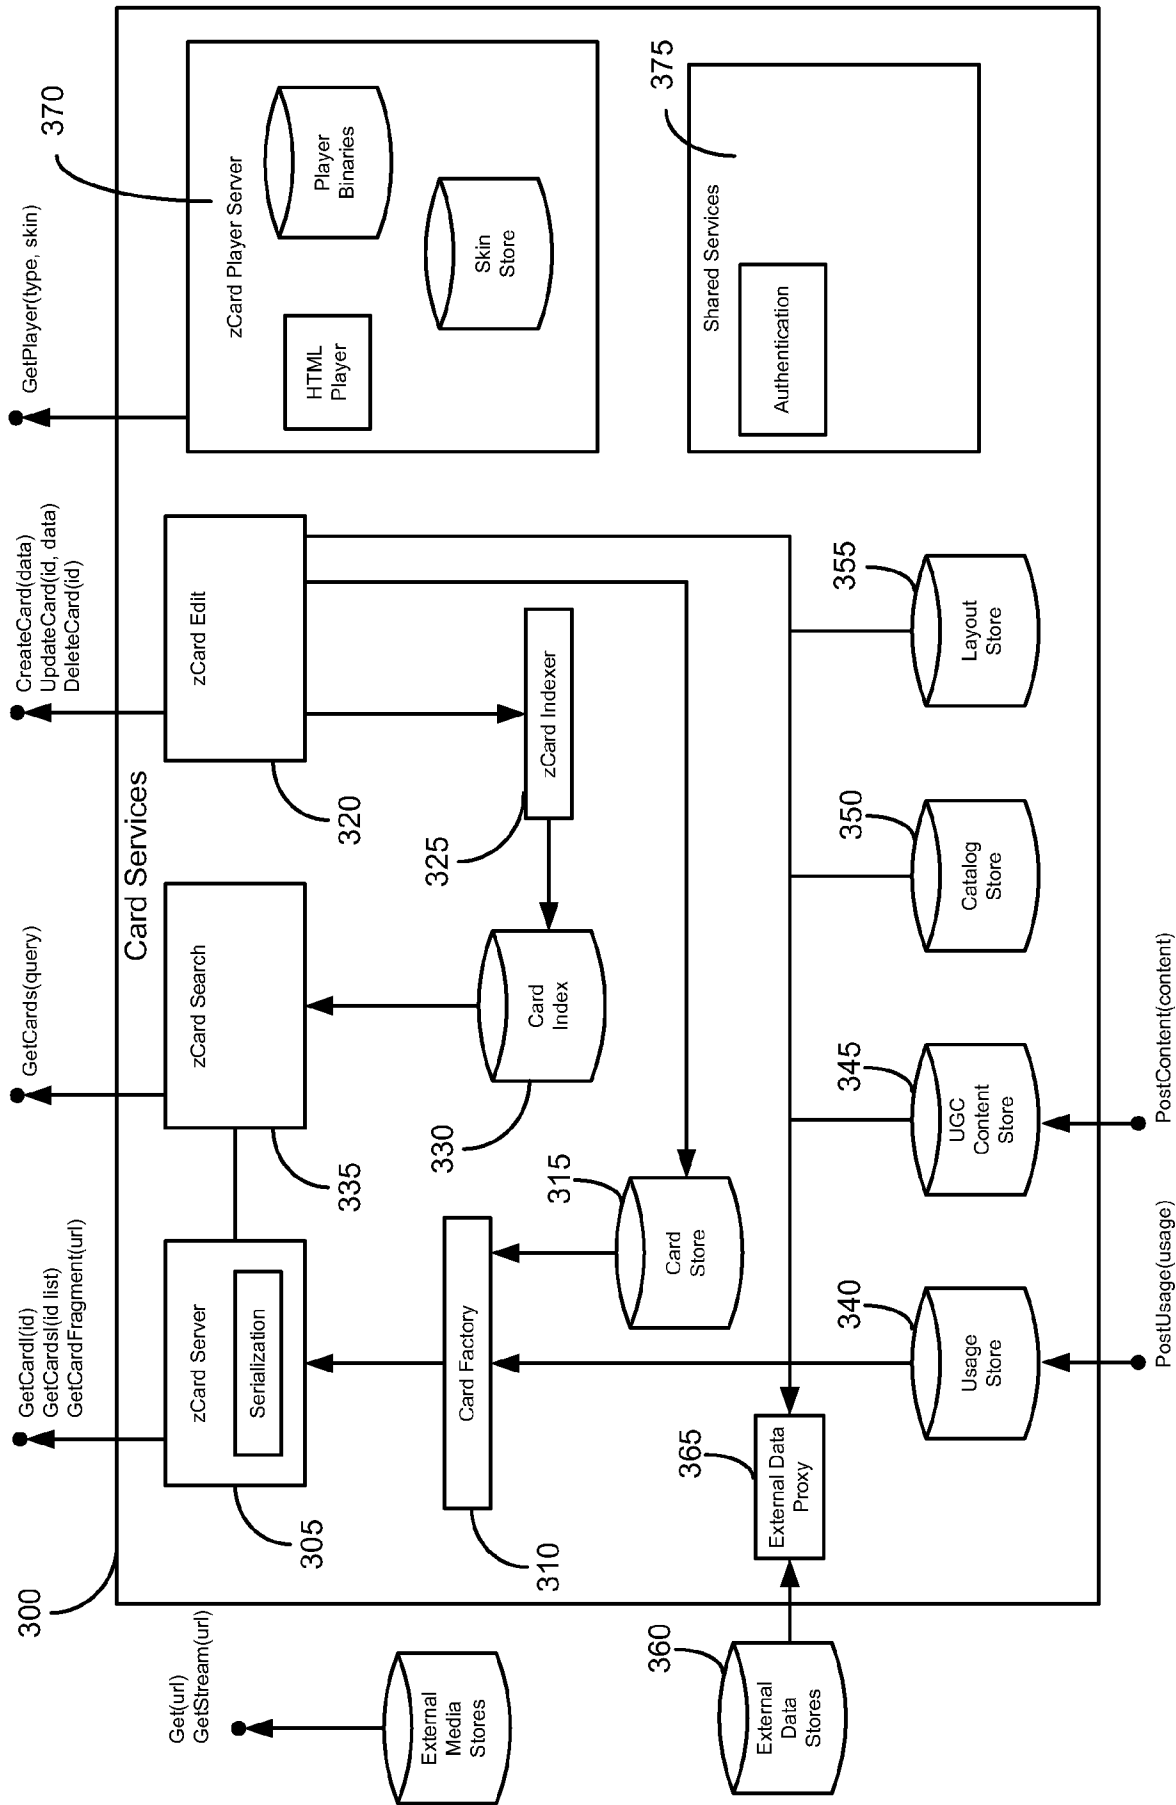 300
Card Services
Get(url)
GetStream(url)
External
Media
Stores
GetCardI(id)
GetCardsI(id list)
GetCardFragment(url)
zCard Server
Serialization
305
GetCards(query)
zCard Search
335
CreateCard(data)
UpdateCard(id, data)
DeleteCard(id)
zCard Edit
320
GetPlayer(type, skin)
370
zCard Player Server
HTML
Player
Player
Binaries
Skin
Store
Card Factory
310
Card
Index
330
zCard Indexer
325
Card
Store
315
External
Data
Stores
360
External Data
Proxy
365
Shared Services
375
Authentication
Usage
Store
340
UGC
Content
Store
345
Catalog
Store
350
Layout
Store
355
PostUsage(usage)
PostContent(content)